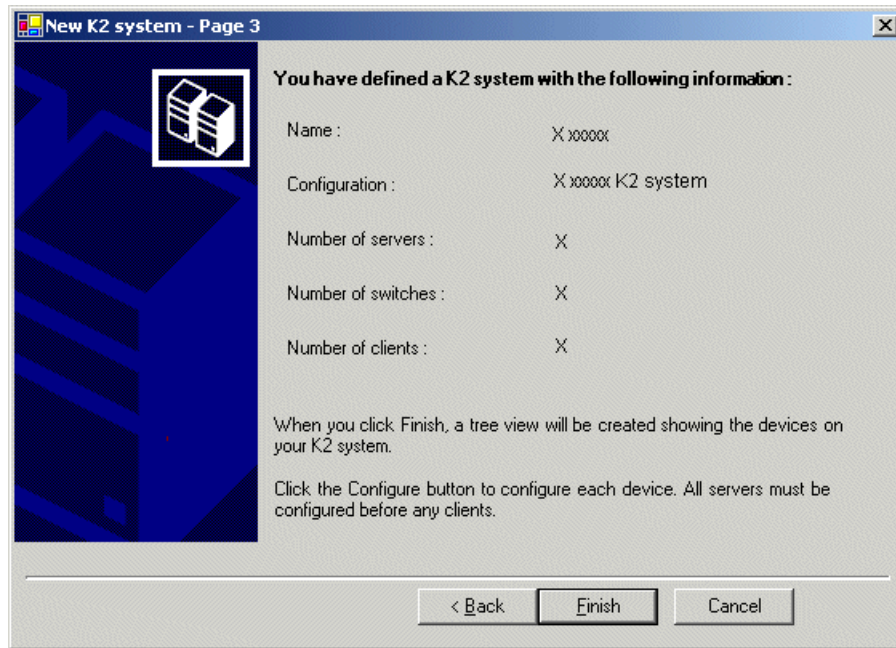 New K2 system - Page 3
You have defined a K2 system with the following information :
Name : X xxxxx
Configuration : X xxxxx K2 system
Number of servers : X
Number of switches : X
Number of clients : X
When you click Finish, a tree view will be created showing the devices on
your K2 system.
Click the Configure button to configure each device. All servers must be
configured before any clients.
< Back Finish Cancel